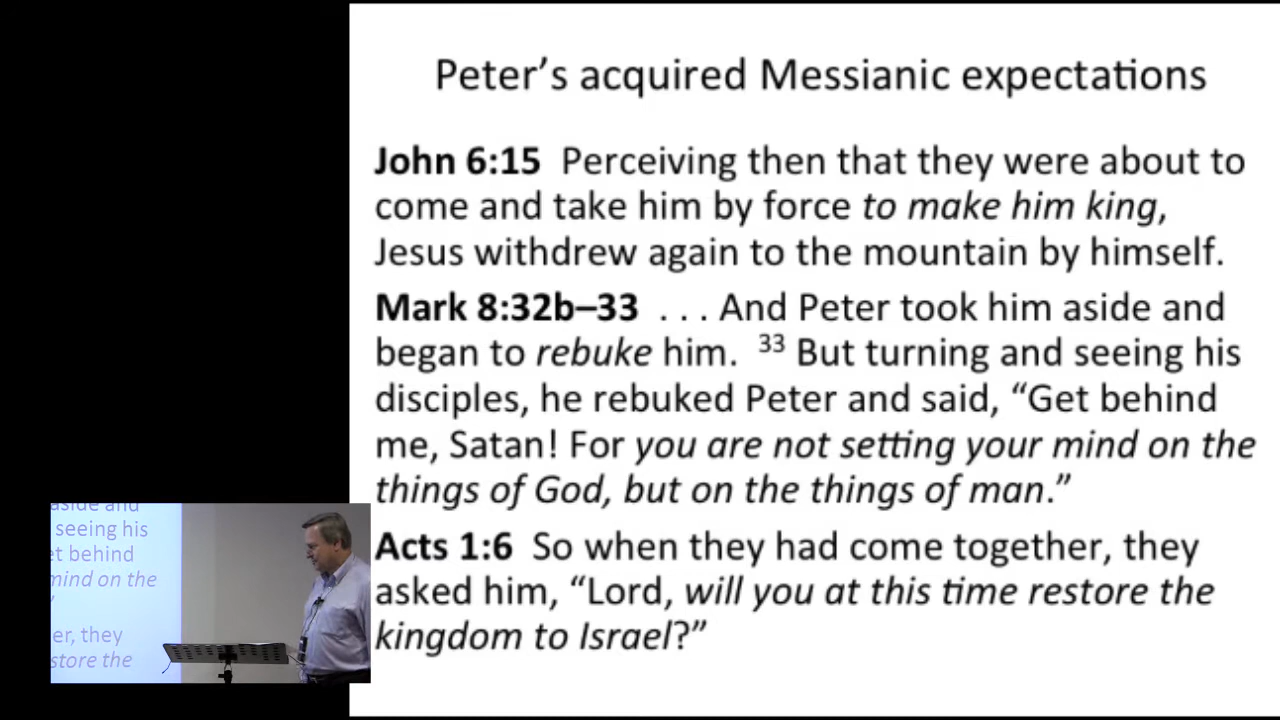 Peter’s acquired Messianic expectations
John 6:15 Perceiving then that they were about to
come and take him by force to make him king,
Jesus withdrew again to the mountain by himself.
Mark 8:32b–33 . . . And Peter took him aside and
began to rebuke him. 33 But turning and seeing his
disciples, he rebuked Peter and said, “Get behind
me, Satan! For you are not setting your mind on the
things of God, but on the things of man.”
Acts 1:6 So when they had come together, they
asked him, “Lord, will you at this time restore the
kingdom to Israel?”
aside and
seeing his
et behind
mind on the
er, they
store the